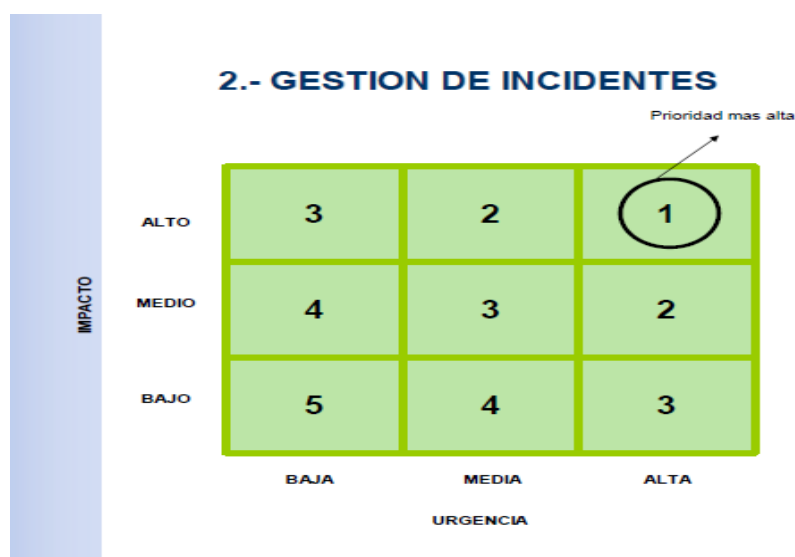 2.- GESTION DE INCIDENTES
Prioridad mas alta
IMPACTO
ALTO 3 2 1
MEDIO 4 3 2
BAJO 5 4 3
BAJA MEDIA ALTA
URGENCIA